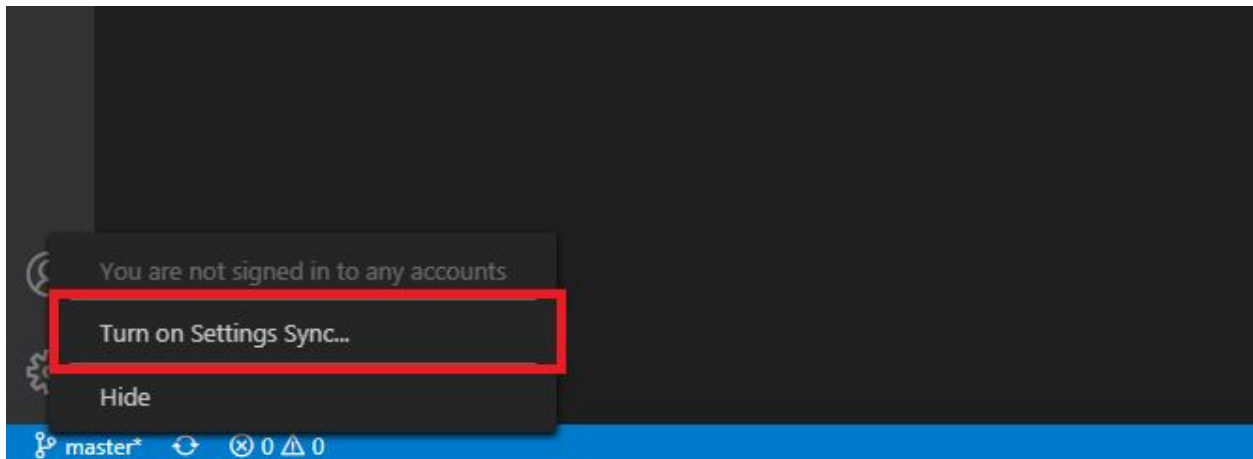 You are not signed in to any accounts
Turn on Settings Sync...
Hide
master* 0 0